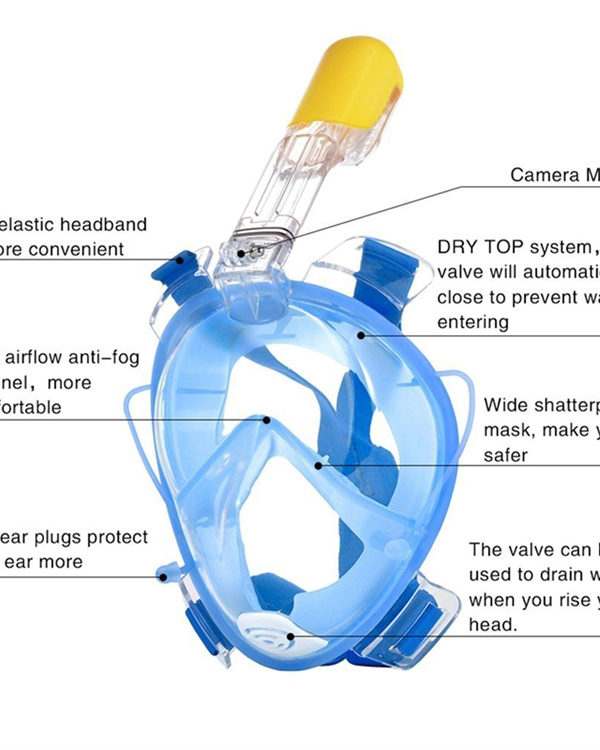 Camera M
elastic headband
ore convenient
DRY TOP system,
valve will automati
close to prevent wa
entering
airflow anti-fog
nel, more
fortable
Wide shatterp
mask, make y
safer
ear plugs protect
ear more
The valve can b
used to drain w
when you rise y
head.